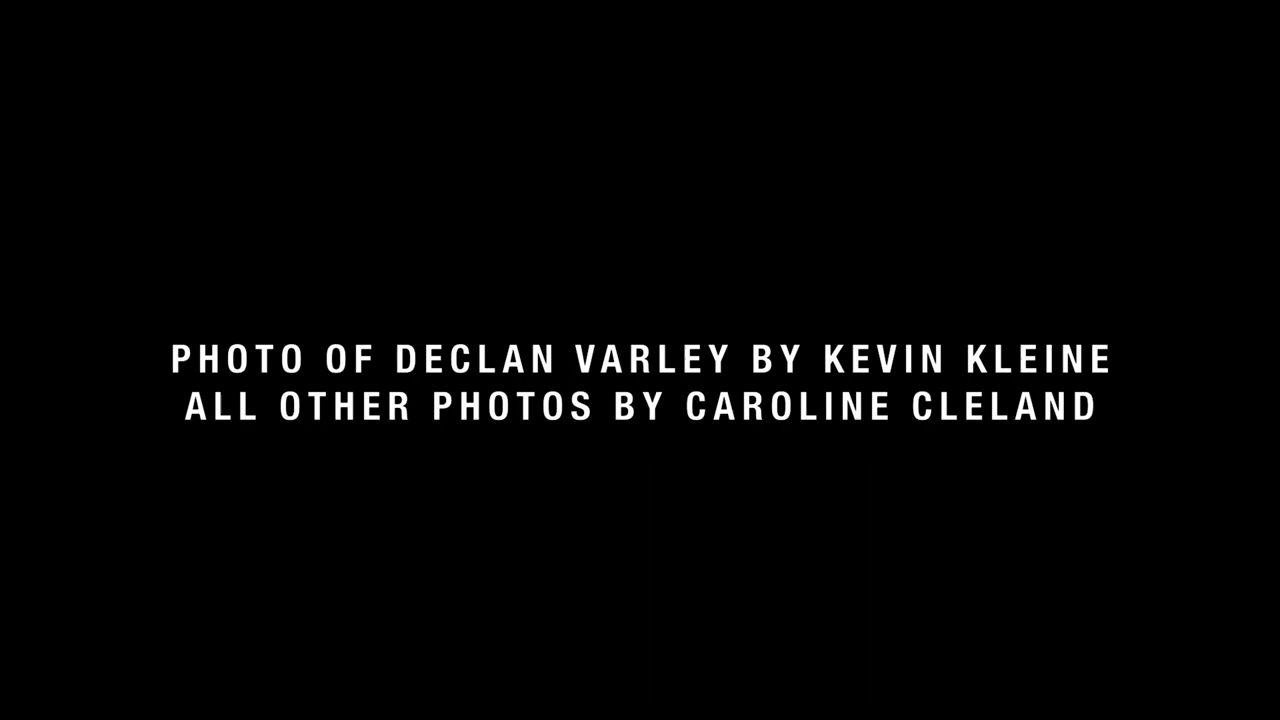 PHOTO OF DECLAN VARLEY BY KEVIN KLEINE
ALL OTHER PHOTOS BY CAROLINE CLELAND